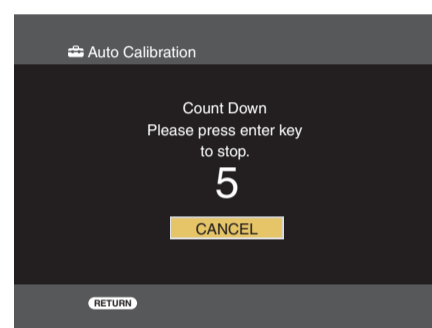 Auto Calibration
Count Down
Please press enter key
to stop.
5
CANCEL
RETURN